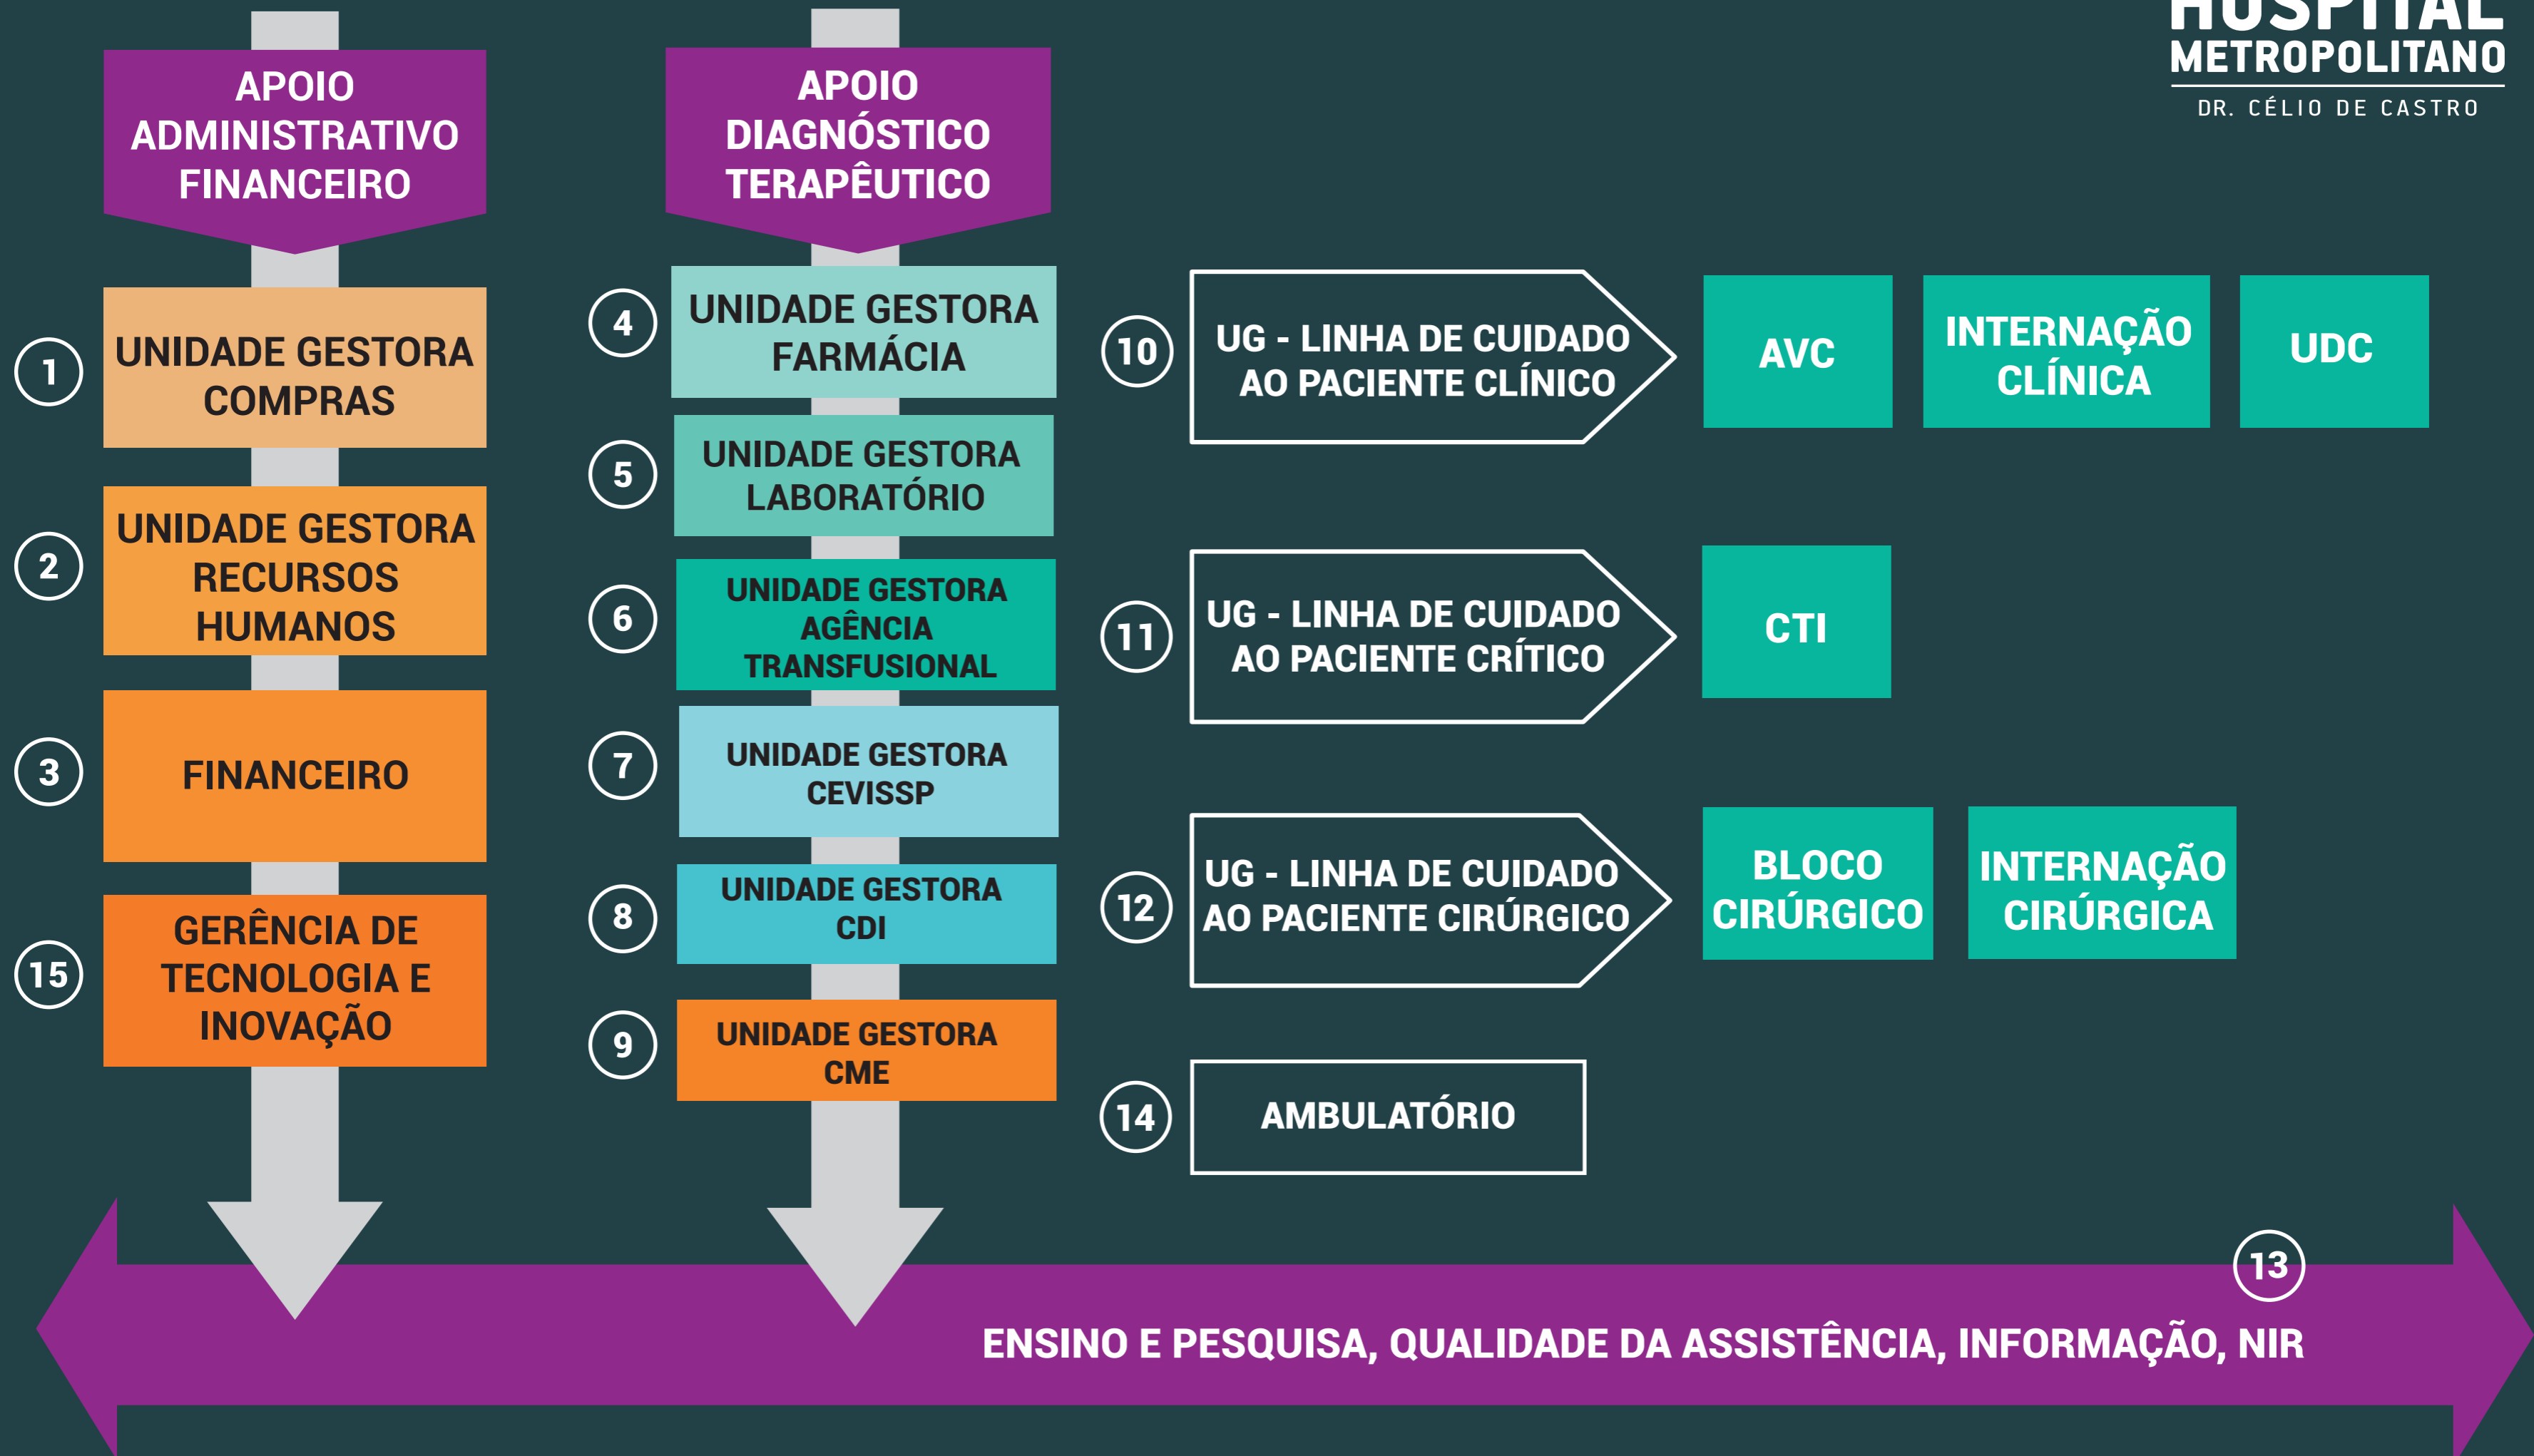 HOSPITAL
METROPOLITANO
DR. CÉLIO DE CASTRO
APOIO
ADMINISTRATIVO
FINANCEIRO
1
UNIDADE GESTORA
COMPRAS
2
UNIDADE GESTORA
RECURSOS
HUMANOS
3
FINANCEIRO
15
GERÊNCIA DE
TECNOLOGIA E
INOVAÇÃO
APOIO
DIAGNÓSTICO
TERAPÊUTICO
4
UNIDADE GESTORA
FARMÁCIA
5
UNIDADE GESTORA
LABORATÓRIO
6
UNIDADE GESTORA
AGÊNCIA
TRANSFUSIONAL
7
UNIDADE GESTORA
CEVISSP
8
UNIDADE GESTORA
CDI
9
UNIDADE GESTORA
CME
10
UG - LINHA DE CUIDADO
AO PACIENTE CLÍNICO
AVC
INTERNAÇÃO
CLÍNICA
UDC
11
UG - LINHA DE CUIDADO
AO PACIENTE CRÍTICO
CTI
12
UG - LINHA DE CUIDADO
AO PACIENTE CIRÚRGICO
BLOCO
CIRÚRGICO
INTERNAÇÃO
CIRÚRGICA
14
AMBULATÓRIO
13
ENSINO E PESQUISA, QUALIDADE DA ASSISTÊNCIA, INFORMAÇÃO, NIR